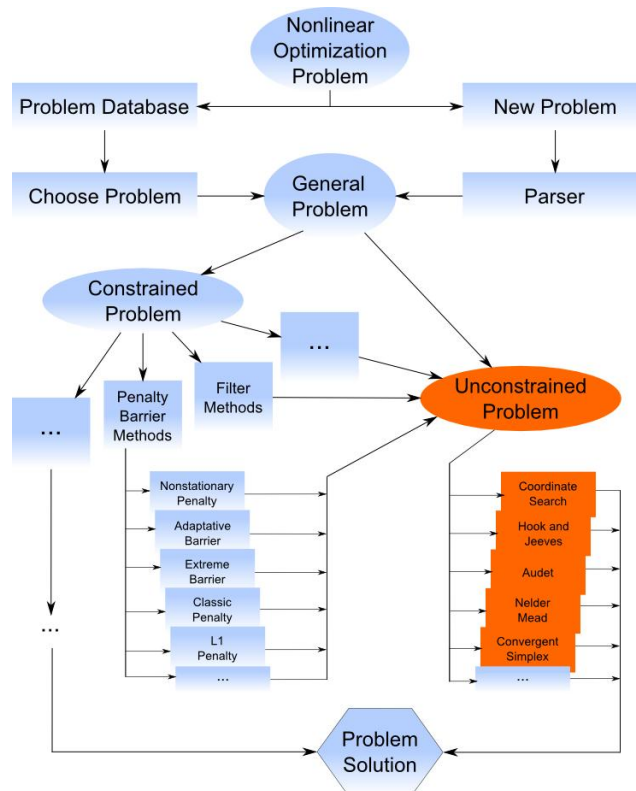 Nonlinear
Optimization
Problem
Problem Database
New Problem
Choose Problem
General
Problem
Parser
Constrained
Problem
...
Unconstrained
Problem
Filter
Methods
Penalty
Barrier
Methods
...
Nonstationary
Penalty
Adaptative
Barrier
Extreme
Barrier
Classic
Penalty
L1
Penalty
...
Coordinate
Search
Hook and
Jeeves
Audet
Nelder
Mead
Convergent
Simplex
...
...
Problem
Solution